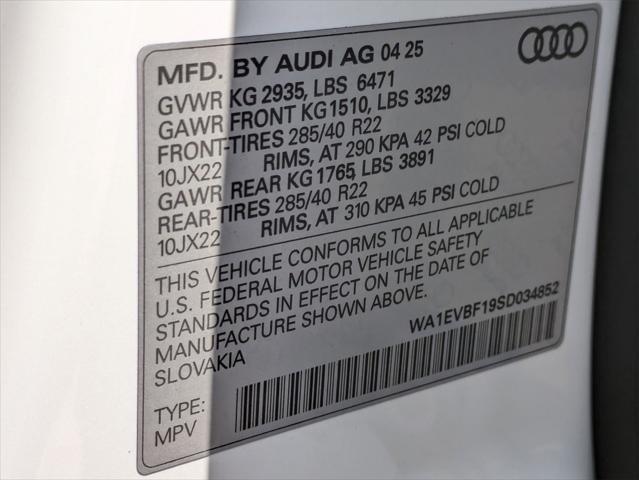 MFD. BY AUDI AG 04 25
GVWR KG 2935, LBS 6471
GAWR FRONT KG 1510, LBS 3329
FRONT-TIRES 285/40 R22
10JX22 RIMS, AT 290 KPA 42 PSI COLD
GAWR REAR KG 1765, LBS 3891
REAR-TIRES 285/40 R22
10JX22 RIMS, AT 310 KPA 45 PSI COLD
THIS VEHICLE CONFORMS TO ALL APPLICABLE
U.S. FEDERAL MOTOR VEHICLE SAFETY
STANDARDS IN EFFECT ON THE DATE OF
MANUFACTURE SHOWN ABOVE.
SLOVAKIA
WA1EVBF19SD034852
TYPE:
MPV